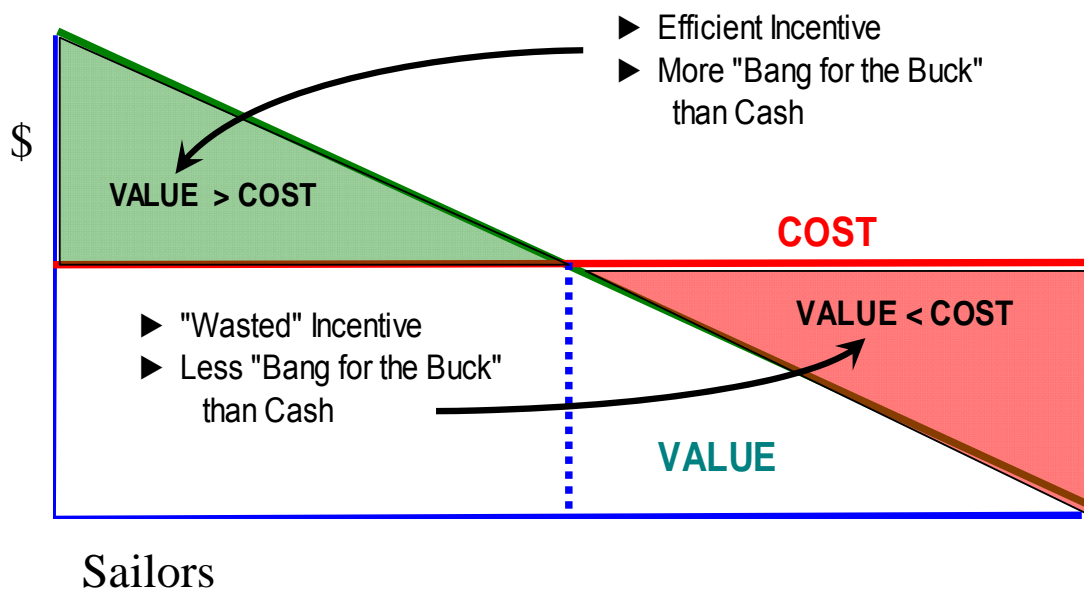 ► Efficient Incentive
► More "Bang for the Buck"
than Cash
$
VALUE > COST
COST
► "Wasted" Incentive
► Less "Bang for the Buck"
than Cash
VALUE < COST
VALUE
Sailors